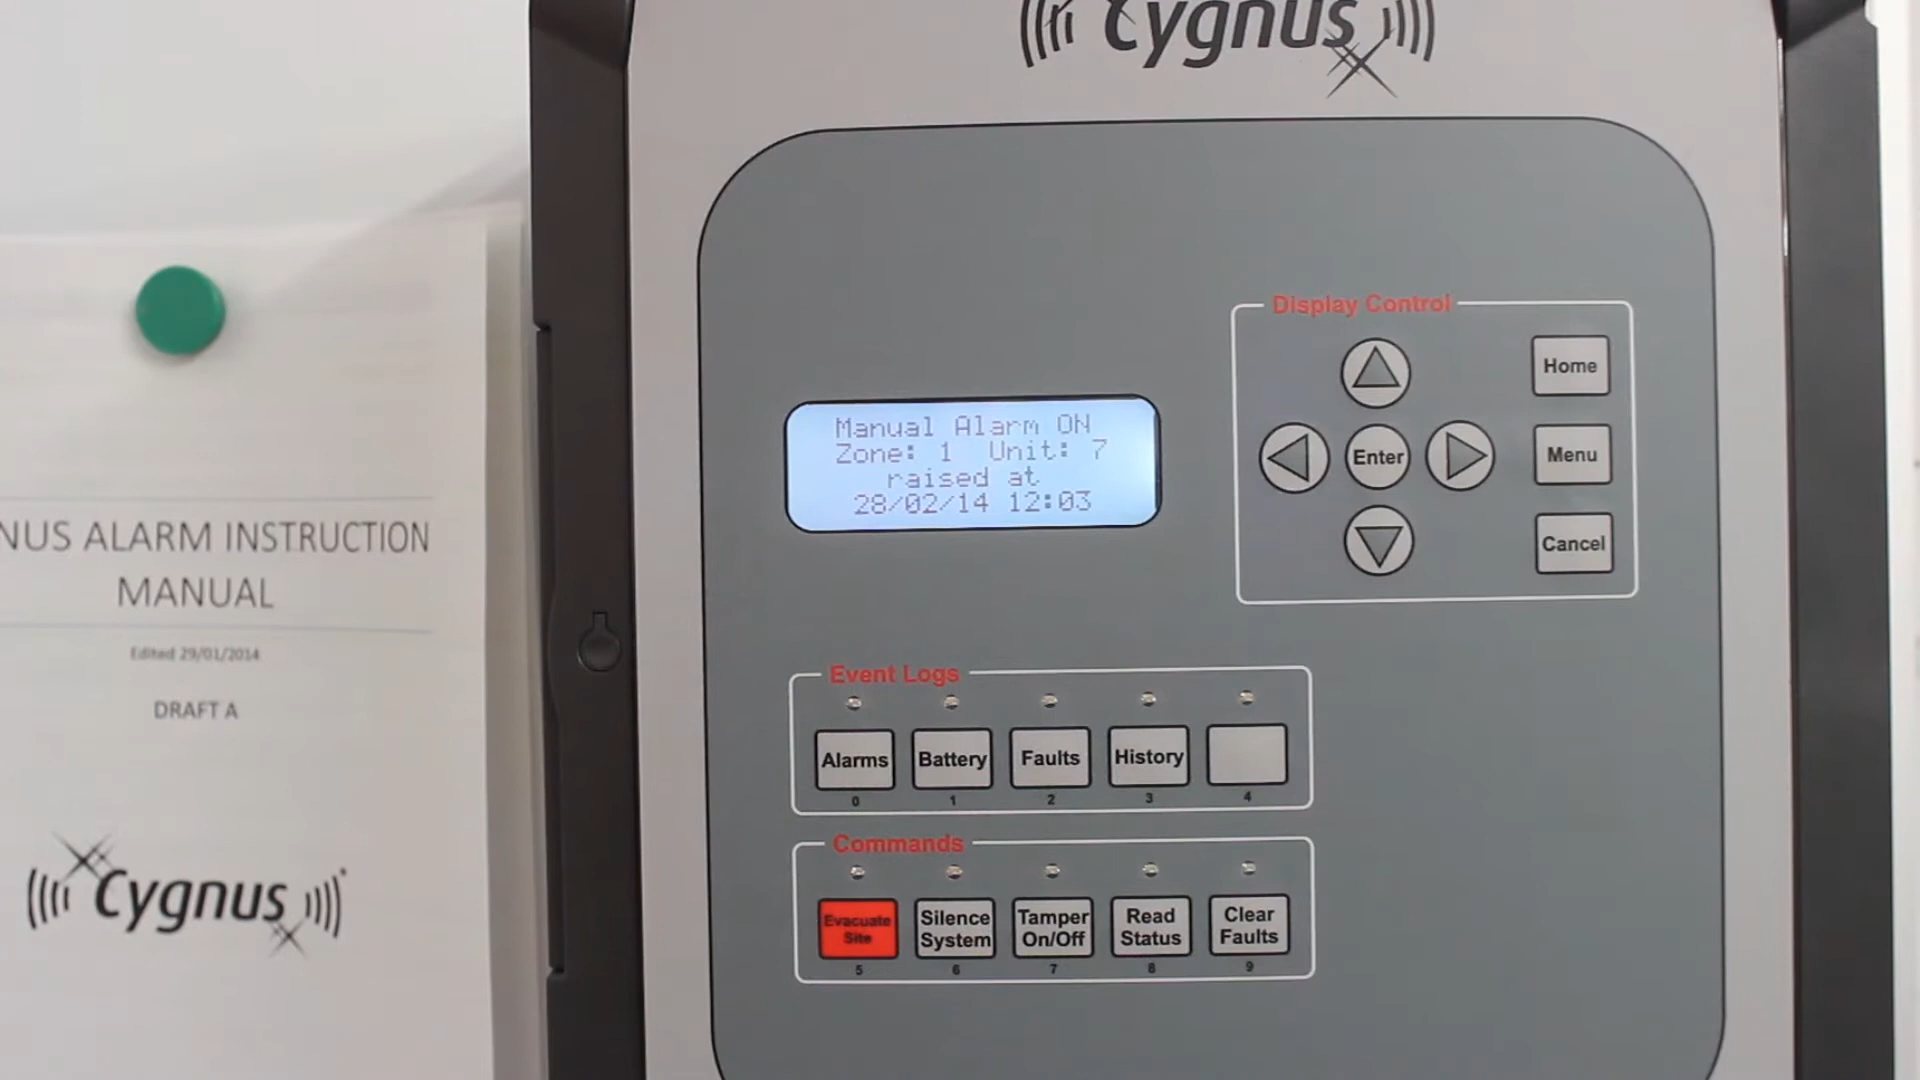 Cygnus
Display Control
Home
Menu
Enter
Cancel
Manual Alarm ON
Zone: 1 Unit: 7
raised at
28/02/14 12:03
Event Logs
Alarms
Battery
Faults
History
0
1
2
3
4
Commands
Evacuate
Site
Silence
System
Tamper
On/Off
Read
Status
Clear
Faults
5
6
7
8
9
NUS ALARM INSTRUCTION
MANUAL
Edited 29/01/2014
DRAFT A
Cygnus